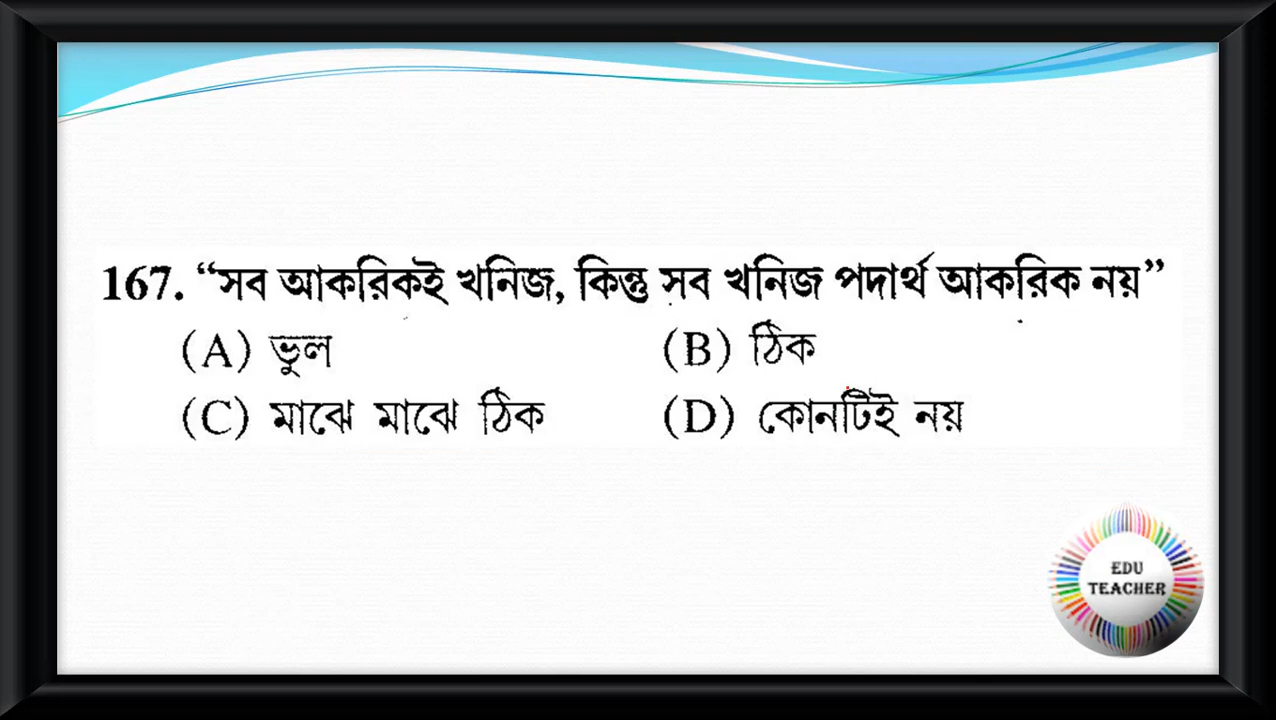 167. “সব আকরিকই খনিজ, কিন্তু সব খনিজ পদার্থ আকরিক নয়”
(A) ভুল (B) ঠিক
(C) মাঝে মাঝে ঠিক (D) কোনটিই নয়
EDU
TEACHER